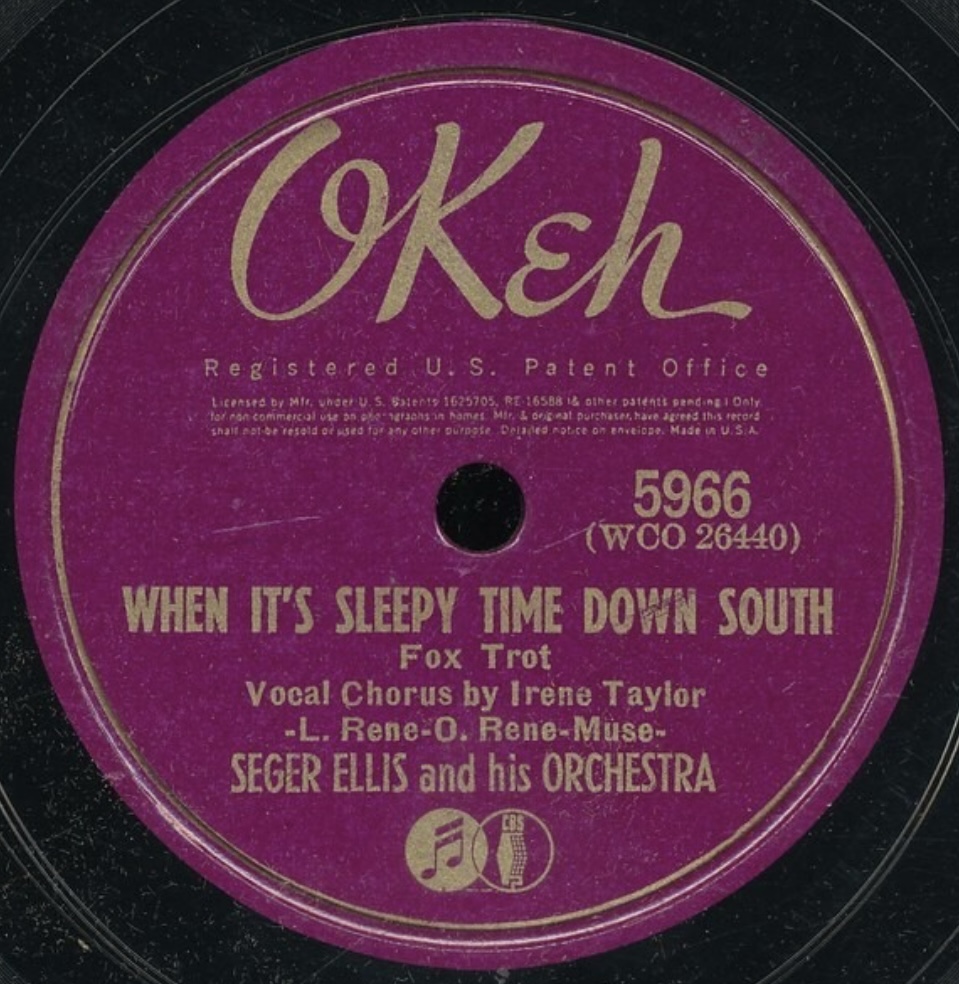 OKeh
Registered U.S. Patent Office
Licensed by Mfr. under U.S. Patents 1625705, RE 16588 (& other patents pending) Only
for non-commercial use on phonographs in homes. Mfr. & original purchaser have agreed this record
shall not be resold or used for any other purpose. Detailed notice on envelope. Made in U.S.A.
5966
(WCO 26440)
WHEN IT'S SLEEPY TIME DOWN SOUTH
Fox Trot
Vocal Chorus by Irene Taylor
-L. Rene-O. Rene-Muse-
SEGER ELLIS and his ORCHESTRA
CBS